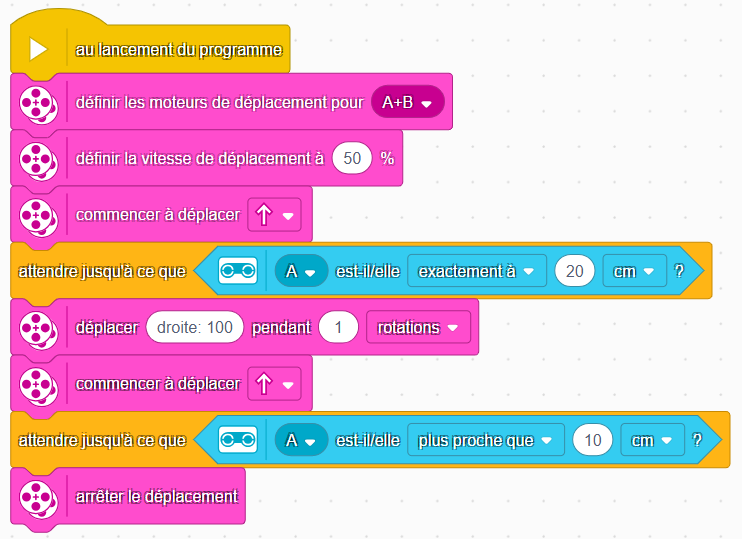 au lancement du programme
définir les moteurs de déplacement pour A+B
définir la vitesse de déplacement à 50 %
commencer à déplacer
attendre jusqu'à ce que A est-il/elle exactement à 20 cm ?
déplacer droite: 100 pendant 1 rotations
commencer à déplacer
attendre jusqu'à ce que A est-il/elle plus proche que 10 cm ?
arrêter le déplacement